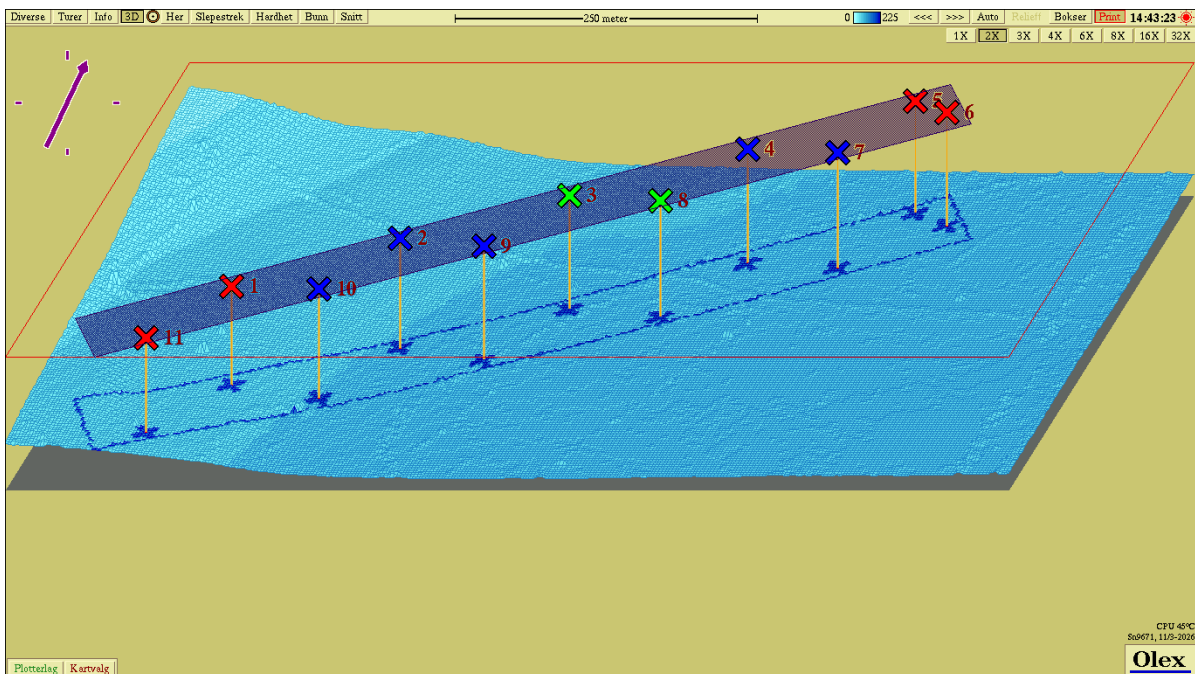 Diverse Turer Info 3D Her Slepestrek Hardhet Bunn Snitt 250 meter 0 225 <<< >>> Auto Relieff Bokser Print 14:43:23
1X 2X 3X 4X 6X 8X 16X 32X
5
6
4
7
3
8
2
9
1
10
11
CPU 45°C
Sn9671, 11/3-2026
Plotterlag Kartvalg
Olex